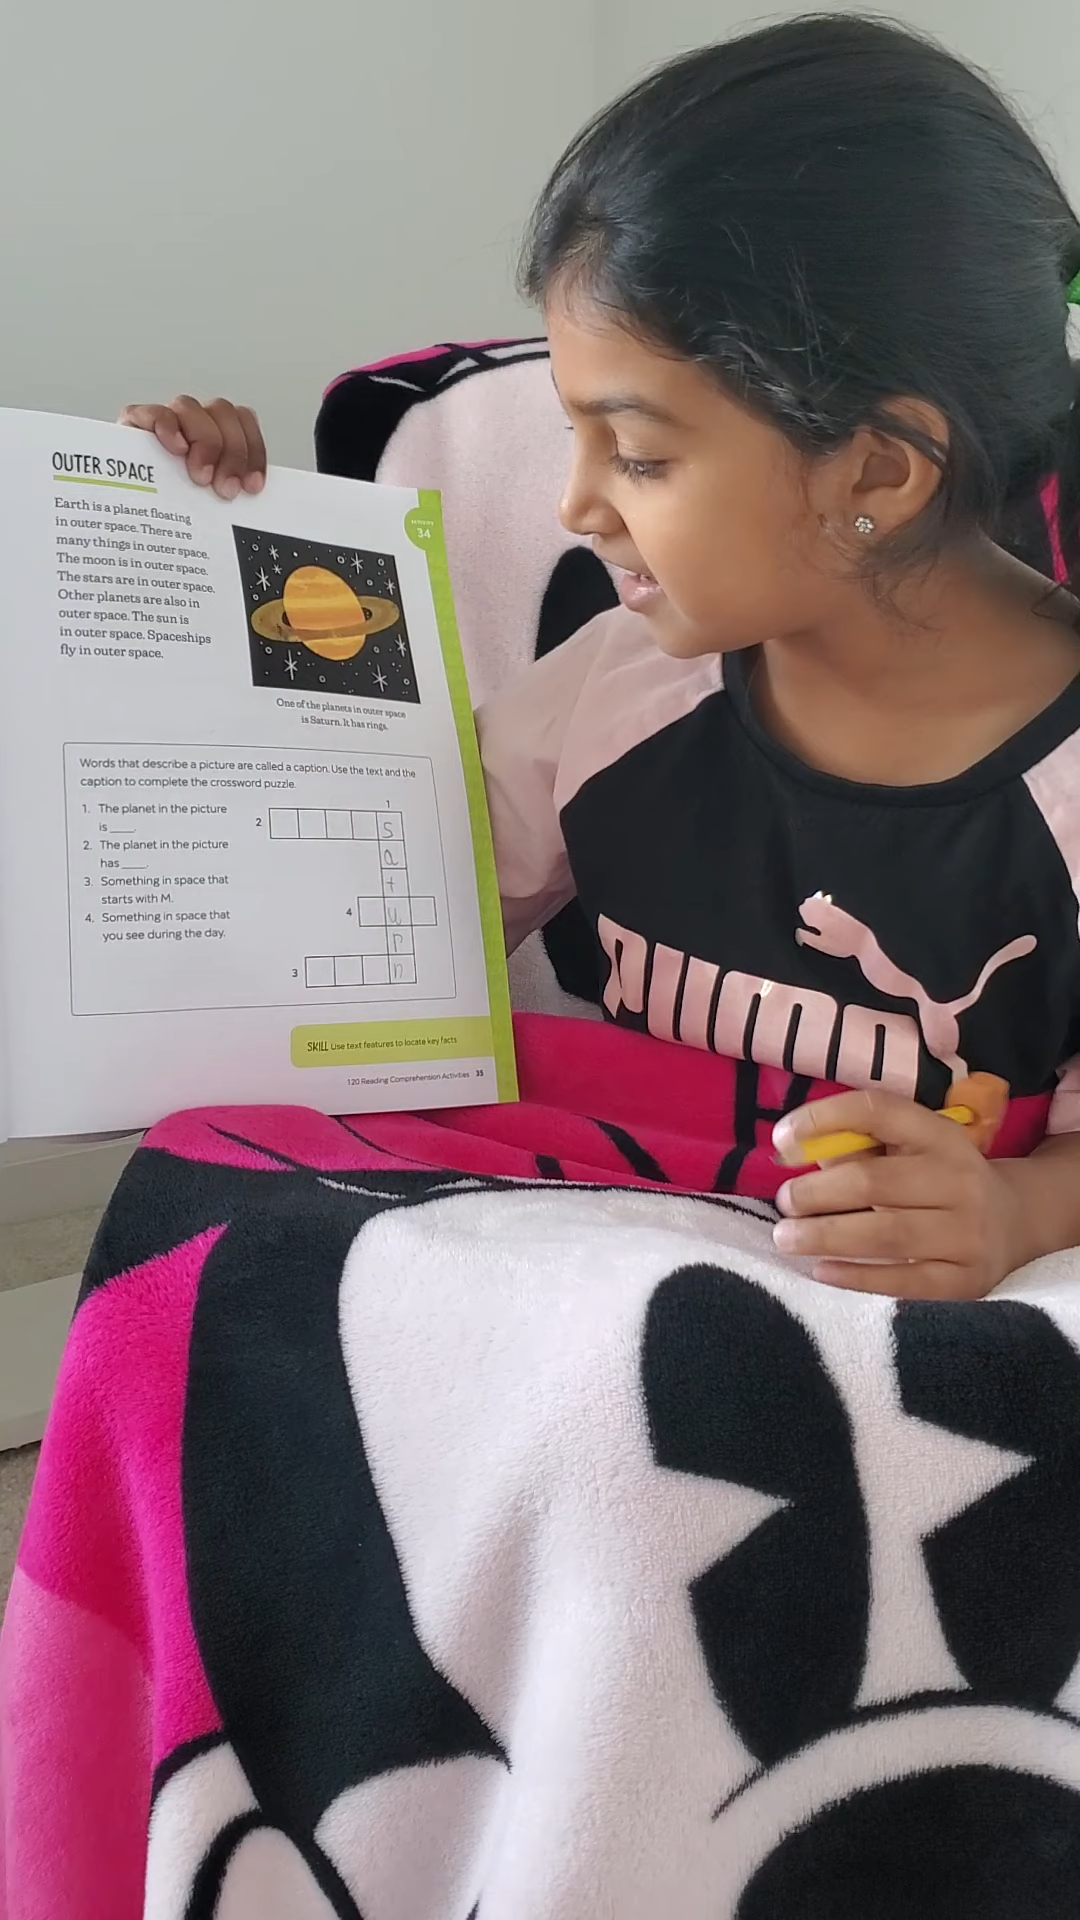 OUTER SPACE
Earth is a planet floating
in outer space. There are
many things in outer space.
The moon is in outer space.
The stars are in outer space.
Other planets are also in
outer space. The sun is
in outer space. Spaceships
fly in outer space.
ACTIVITY
34
One of the planets in outer space
is Saturn. It has rings.
Words that describe a picture are called a caption. Use the text and the
caption to complete the crossword puzzle.
1. The planet in the picture
is ____.
2. The planet in the picture
has ____.
3. Something in space that
starts with M.
4. Something in space that
you see during the day.
1
2
s
a
t
4
u
r
3
n
SKILL Use text features to locate key facts
120 Reading Comprehension Activities 35
PUMA